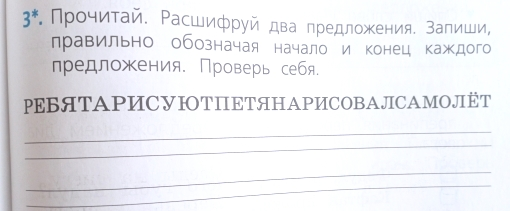 3*. Прочитай. Расшифруй два предложения. Запиши,
правильно обозначая начало и конец каждого
предложения. Проверь себя.
РЕБЯТАРИСУЮТПЕТЯНАРИСОВАЛСАМОЛЁТ